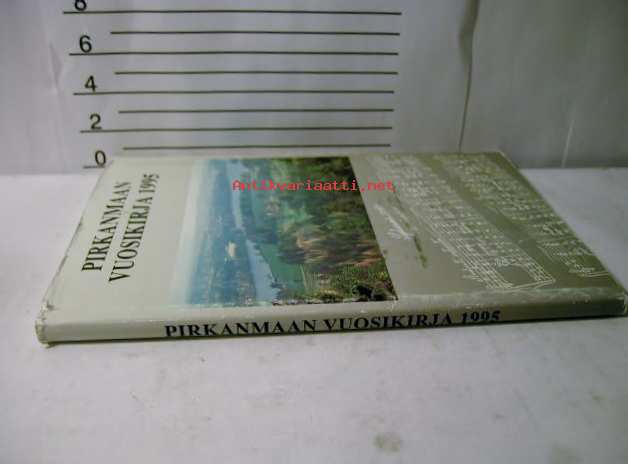 8
6
4
2
0
PIRKANMAAN
VUOSIKIRJA 1995
Antikvariaatti.net
PIRKANMAAN VUOSIKIRJA 1995